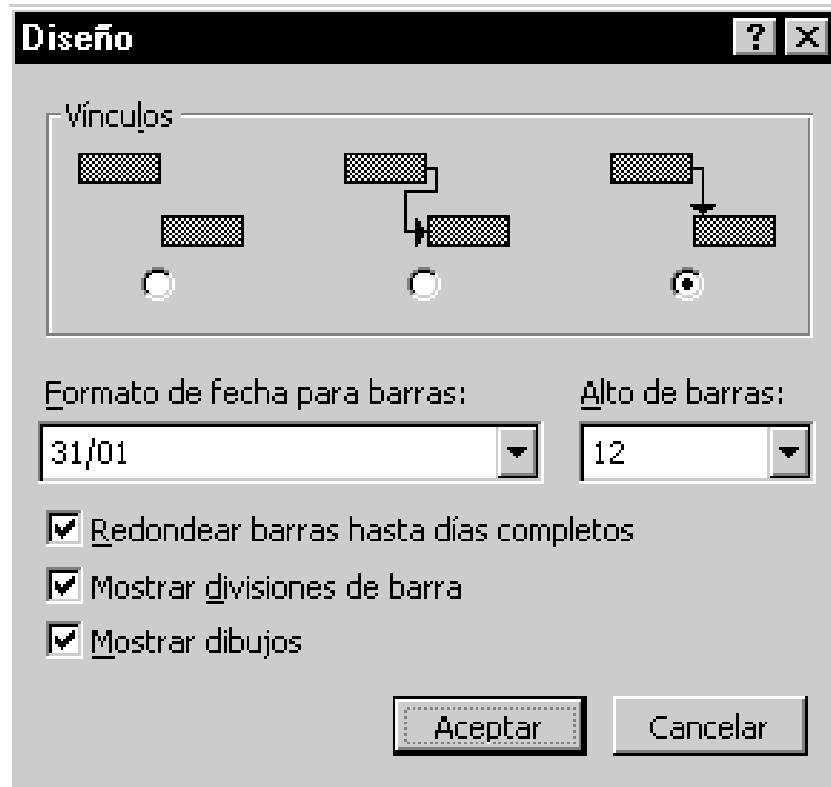 Diseño
Vínculos
Formato de fecha para barras: Alto de barras:
31/01 12
Redondear barras hasta días completos
Mostrar divisiones de barra
Mostrar dibujos
Aceptar Cancelar